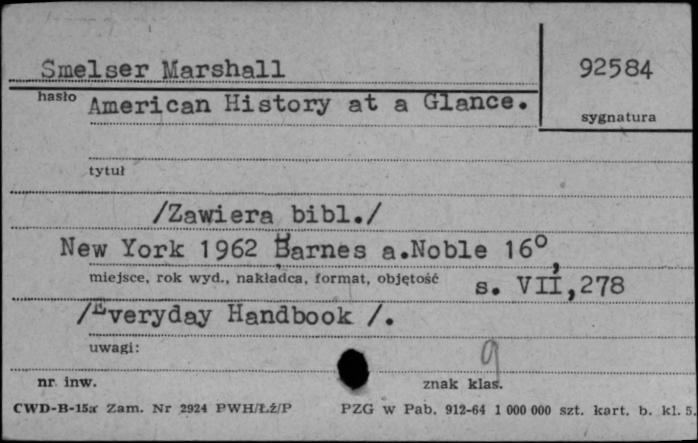 Smelser Marshall
92584
hasło American History at a Glance.
sygnatura
tytuł
/Zawiera bibl./
New York 1962 Barnes a.Noble 16°,
miejsce, rok wyd., nakładca, format, objętość s. VII,278
/Everyday Handbook /.
uwagi:
9
nr. inw. znak klas.
CWD-B-15a Zam. Nr 2924 PWH/Łź/P PZG w Pab. 912-64 1 000 000 szt. kart. b. kl. 5.